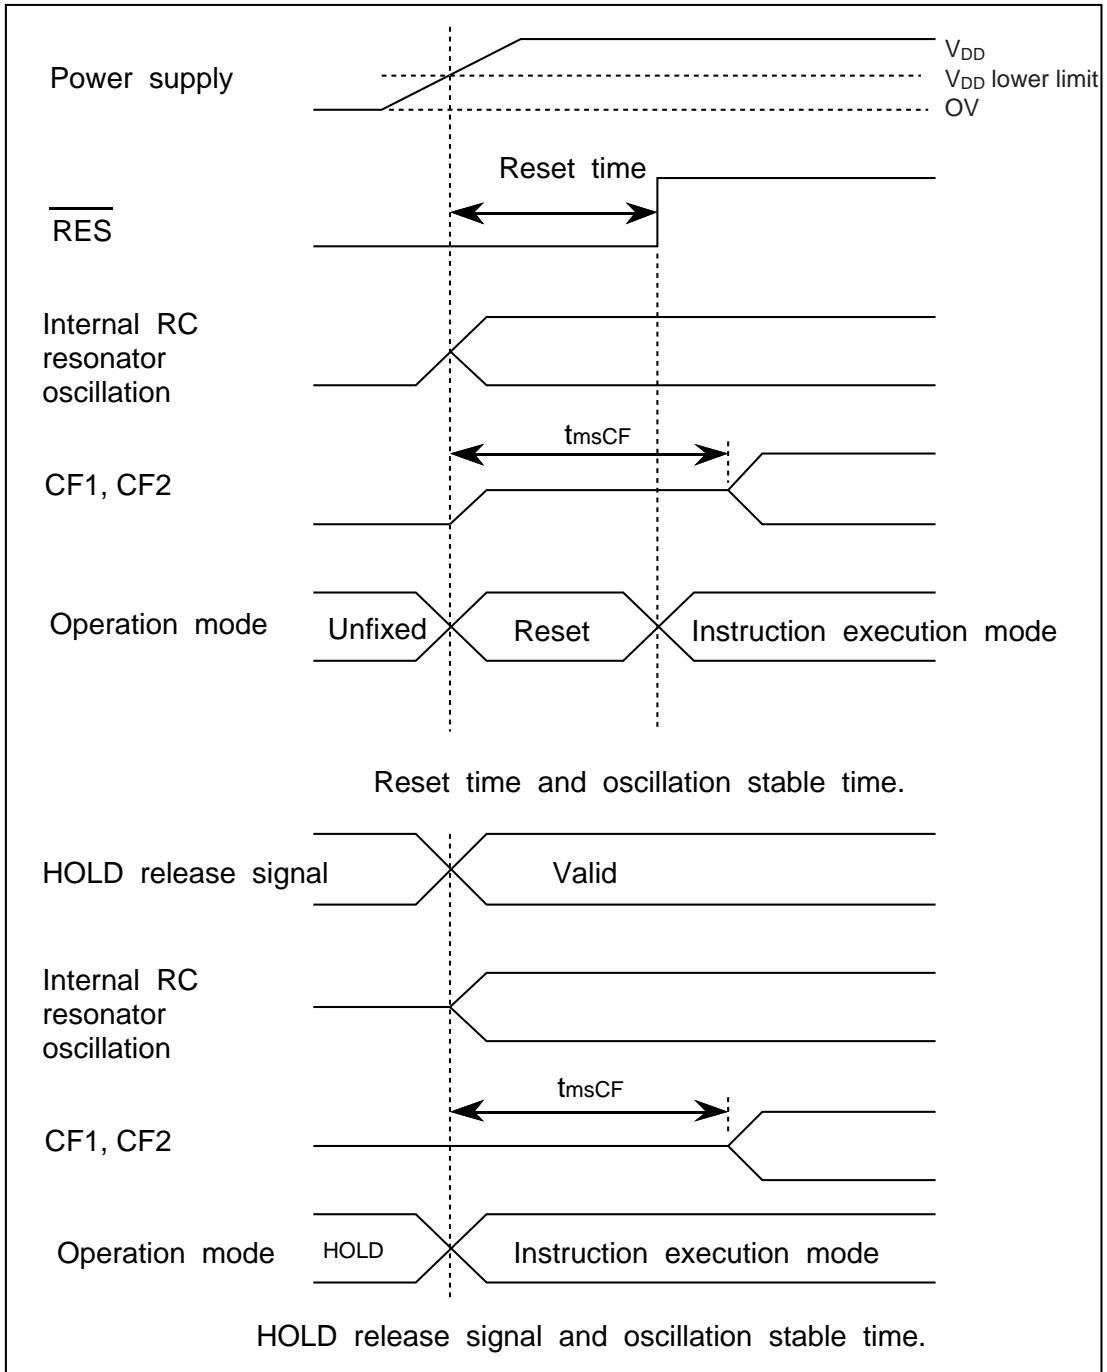 V_DD
Power supply
V_DD lower limit
OV
Reset time
RES
Internal RC
resonator
oscillation
tmsCF
CF1, CF2
Operation mode
Unfixed
Reset
Instruction execution mode
Reset time and oscillation stable time.
HOLD release signal
Valid
Internal RC
resonator
oscillation
tmsCF
CF1, CF2
Operation mode
HOLD
Instruction execution mode
HOLD release signal and oscillation stable time.